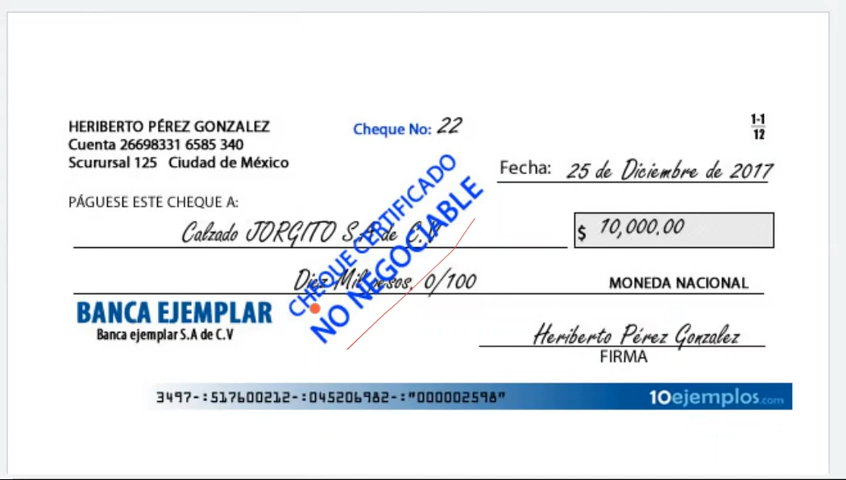 HERIBERTO PÉREZ GONZALEZ
Cuenta 26698331 6585 340
Scurursal 125 Ciudad de México
Cheque No: 22
1-1
12
Fecha: 25 de Diciembre de 2017
PÁGUESE ESTE CHEQUE A:
Calzado JORGITO S.A de C.V
$ 10,000.00
CHEQUE CERTIFICADO
NO NEGOCIABLE
Diez Mil pesos, 0/100
MONEDA NACIONAL
BANCA EJEMPLAR
Banca ejemplar S.A de C.V
Heriberto Pérez Gonzalez
FIRMA
3497-:517600212-:045206982-:"000002598"
10ejemplos.com